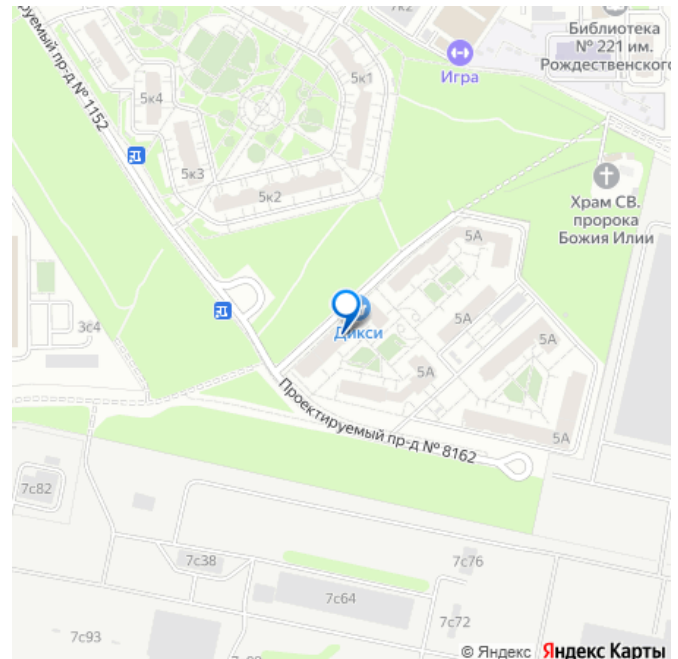 7к2
Библиотека
№ 221 им.
Рождественского
Игра
5к1
5к4
руемый пр-д № 1152
5к3
5к2
Храм СВ.
пророка
Божия Илии
5А
3с4
Дикси
5А
5А
5А
5А
Проектируемый пр-д № 8162
7с82
7с38
7с76
7с64
7с72
7с93
© Яндекс Яндекс Карты